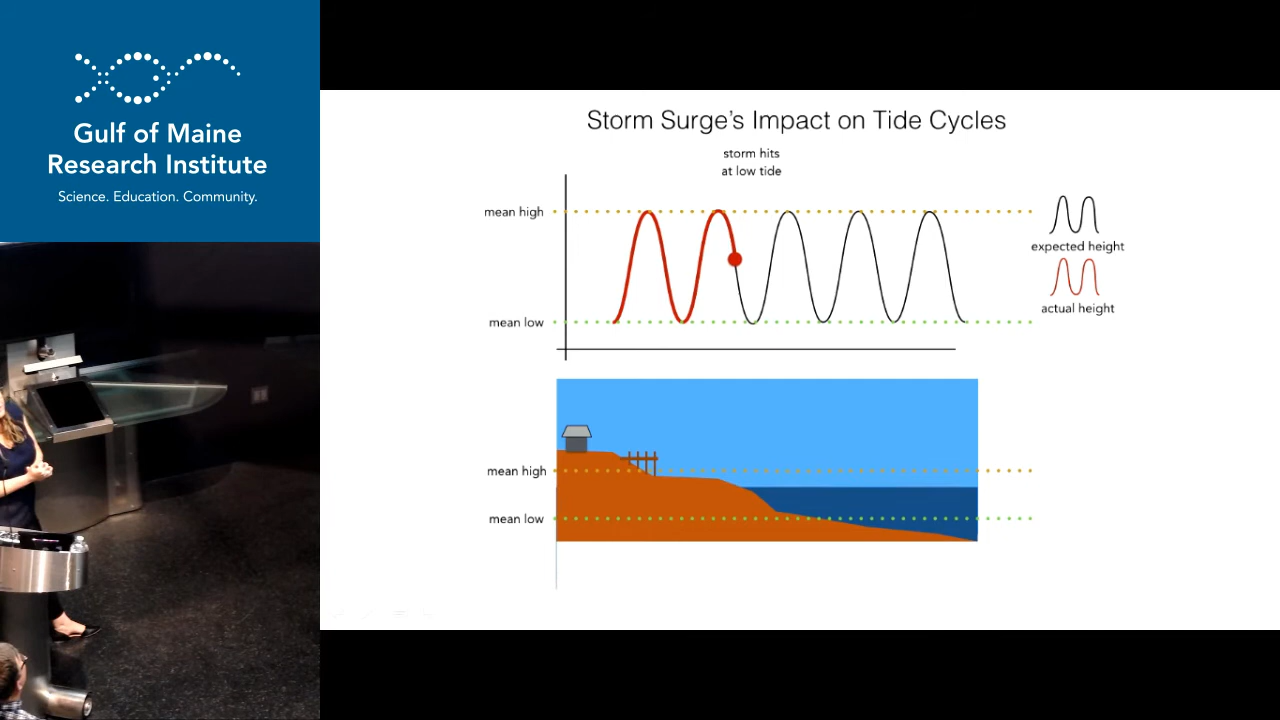 Gulf of Maine
Research Institute
Science. Education. Community.
Storm Surge's Impact on Tide Cycles
storm hits
at low tide
mean high
mean low
expected height
actual height
mean high
mean low